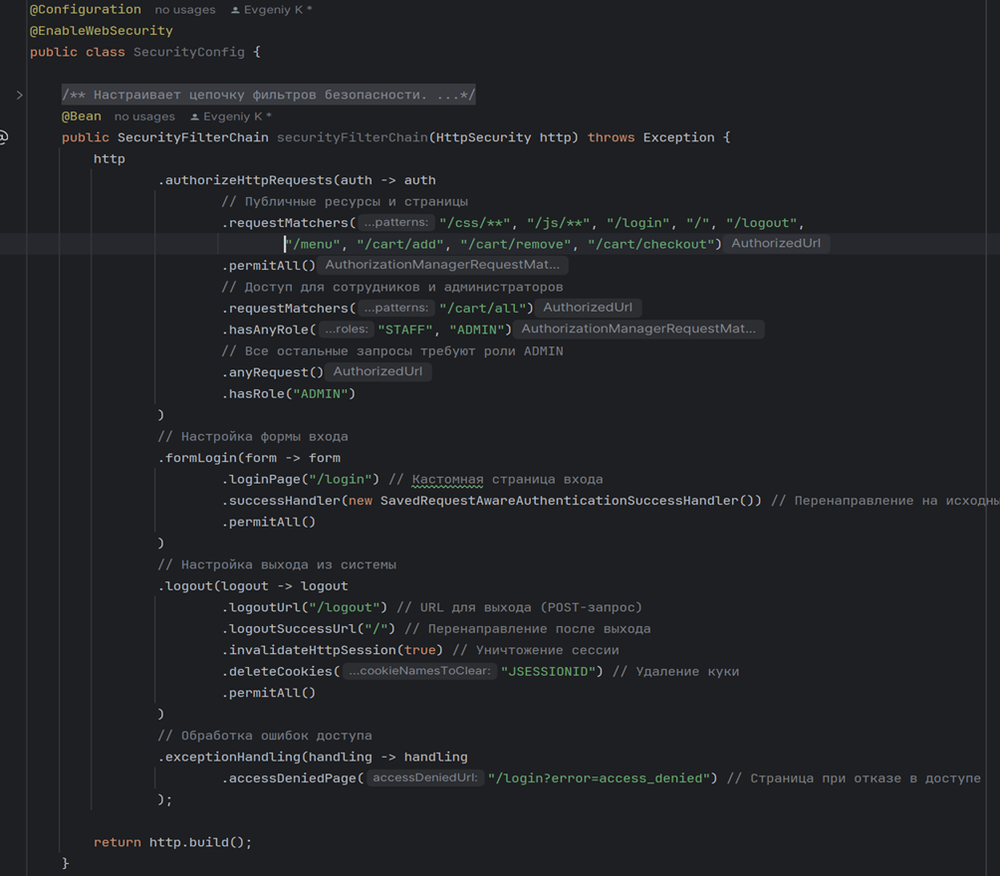 @Configuration no usages Evgeniy K *
@EnableWebSecurity
public class SecurityConfig {
/** Настраивает цепочку фильтров безопасности. ...*/
@Bean no usages Evgeniy K *
public SecurityFilterChain securityFilterChain(HttpSecurity http) throws Exception {
http
.authorizeHttpRequests(auth -> auth
// Публичные ресурсы и страницы
.requestMatchers( ...patterns: "/css/**", "/js/**", "/login", "/", "/logout",
"/menu", "/cart/add", "/cart/remove", "/cart/checkout") AuthorizedUrl
.permitAll() AuthorizationManagerRequestMat...
// Доступ для сотрудников и администраторов
.requestMatchers( ...patterns: "/cart/all") AuthorizedUrl
.hasAnyRole( ...roles: "STAFF", "ADMIN") AuthorizationManagerRequestMat...
// Все остальные запросы требуют роли ADMIN
.anyRequest() AuthorizedUrl
.hasRole("ADMIN")
)
// Настройка формы входа
.formLogin(form -> form
.loginPage("/login") // Кастомная страница входа
.successHandler(new SavedRequestAwareAuthenticationSuccessHandler()) // Перенаправление на исходны
.permitAll()
)
// Настройка выхода из системы
.logout(logout -> logout
.logoutUrl("/logout") // URL для выхода (POST-запрос)
.logoutSuccessUrl("/") // Перенаправление после выхода
.invalidateHttpSession(true) // Уничтожение сессии
.deleteCookies( ...cookieNamesToClear: "JSESSIONID") // Удаление куки
.permitAll()
)
// Обработка ошибок доступа
.exceptionHandling(handling -> handling
.accessDeniedPage( accessDeniedUrl: "/login?error=access_denied") // Страница при отказе в доступе
);
return http.build();
}